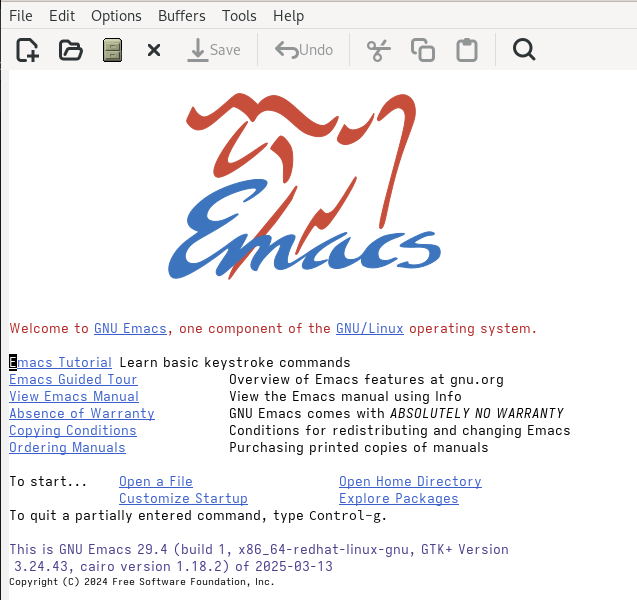 File Edit Options Buffers Tools Help
Save Undo
Emacs
Welcome to GNU Emacs, one component of the GNU/Linux operating system.
Emacs Tutorial Learn basic keystroke commands
Emacs Guided Tour Overview of Emacs features at gnu.org
View Emacs Manual View the Emacs manual using Info
Absence of Warranty GNU Emacs comes with ABSOLUTELY NO WARRANTY
Copying Conditions Conditions for redistributing and changing Emacs
Ordering Manuals Purchasing printed copies of manuals
To start... Open a File Open Home Directory
Customize Startup Explore Packages
To quit a partially entered command, type Control-g.
This is GNU Emacs 29.4 (build 1, x86_64-redhat-linux-gnu, GTK+ Version
3.24.43, cairo version 1.18.2) of 2025-03-13
Copyright (C) 2024 Free Software Foundation, Inc.